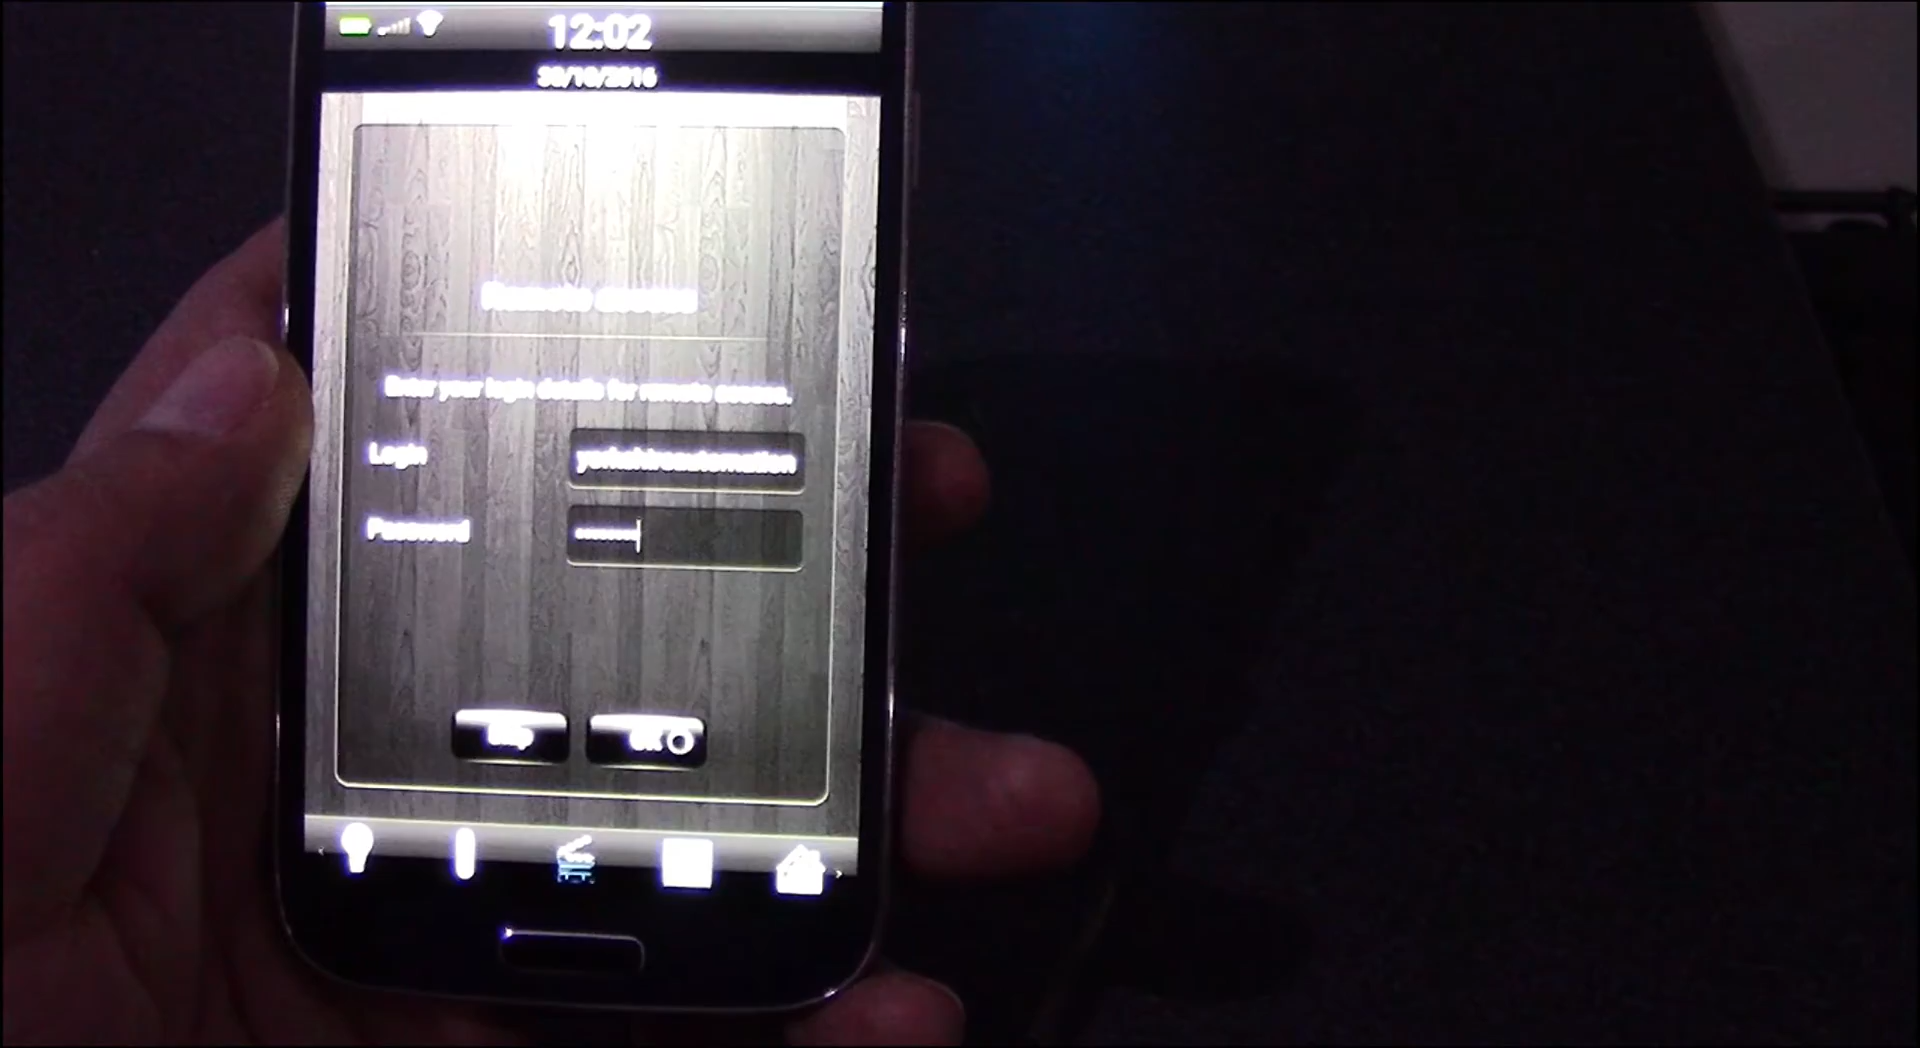 12:02
30/10/2016
Remote access
Enter your login details for remote access.
Login
yorkshireautomation
Password
Skip
OK